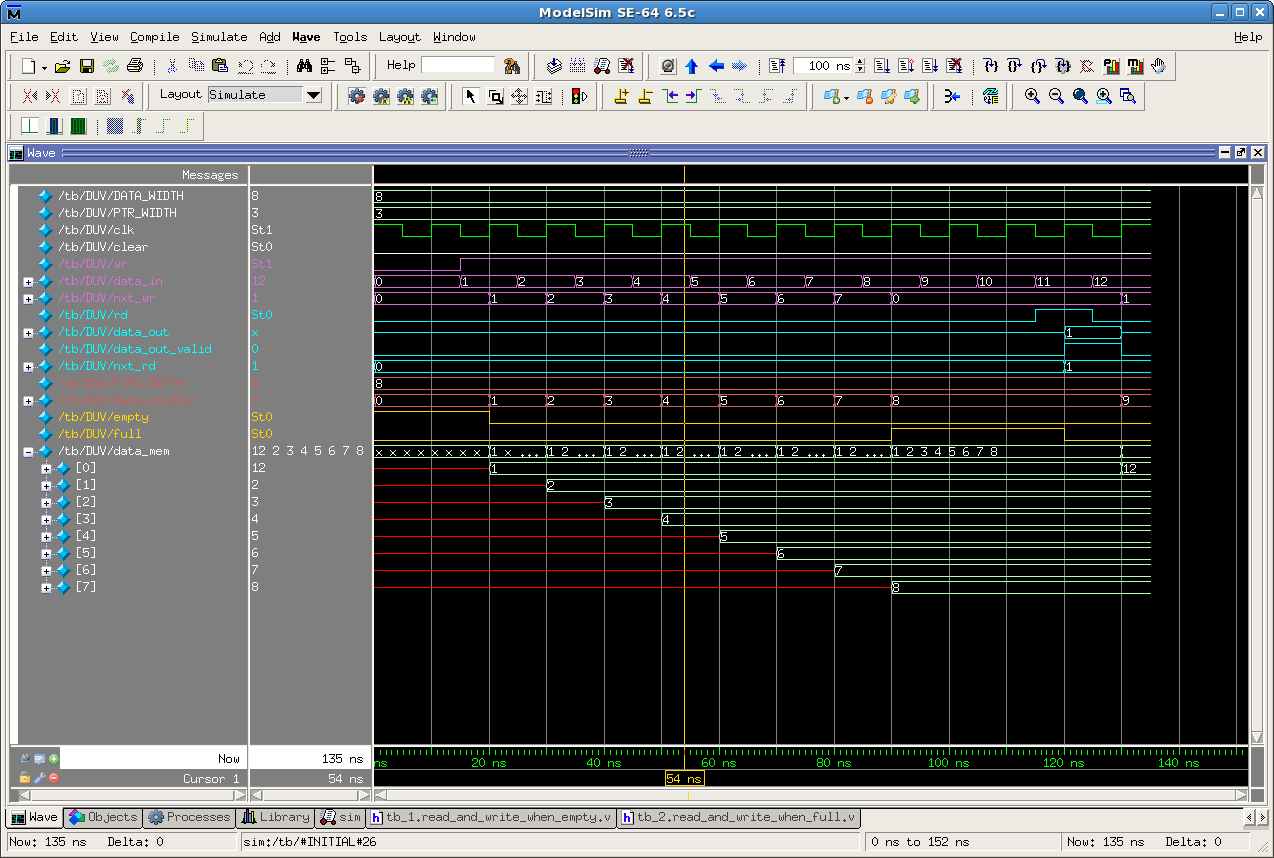 ModelSim SE-64 6.5c
File Edit View Compile Simulate Add Wave Tools Layout Window Help
Help 100 ns
Layout Simulate
Wave
Messages
/tb/DUV/DATA_WIDTH 8 8
/tb/DUV/PTR_WIDTH 3 3
/tb/DUV/clk St1
/tb/DUV/clear St0
/tb/DUV/wr St1
/tb/DUV/data_in 12 0 1 2 3 4 5 6 7 8 9 10 11 12
/tb/DUV/nxt_wr 1 0 1 2 3 4 5 6 7 0 1
/tb/DUV/rd St0
/tb/DUV/data_out x 1
/tb/DUV/data_out_valid 0
/tb/DUV/nxt_rd 1 0 1
8
0 1 2 3 4 5 6 7 8 9
/tb/DUV/empty St0
/tb/DUV/full St0
/tb/DUV/data_mem 12 2 3 4 5 6 7 8 x x x x x x x x 1 x ... 1 2 ... 1 2 ... 1 2 ... 1 2 ... 1 2 ... 1 2 ... 1 2 3 4 5 6 7 8
[0] 12 1 12
[1] 2 2
[2] 3 3
[3] 4 4
[4] 5 5
[5] 6 6
[6] 7 7
[7] 8 8
Now 135 ns ns 20 ns 40 ns 60 ns 80 ns 100 ns 120 ns 140 ns
Cursor 1 54 ns 54 ns
Wave Objects Processes Library sim tb_1.read_and_write_when_empty.v tb_2.read_and_write_when_full.v
Now: 135 ns Delta: 0 sim:/tb/#INITIAL#26 0 ns to 152 ns Now: 135 ns Delta: 0